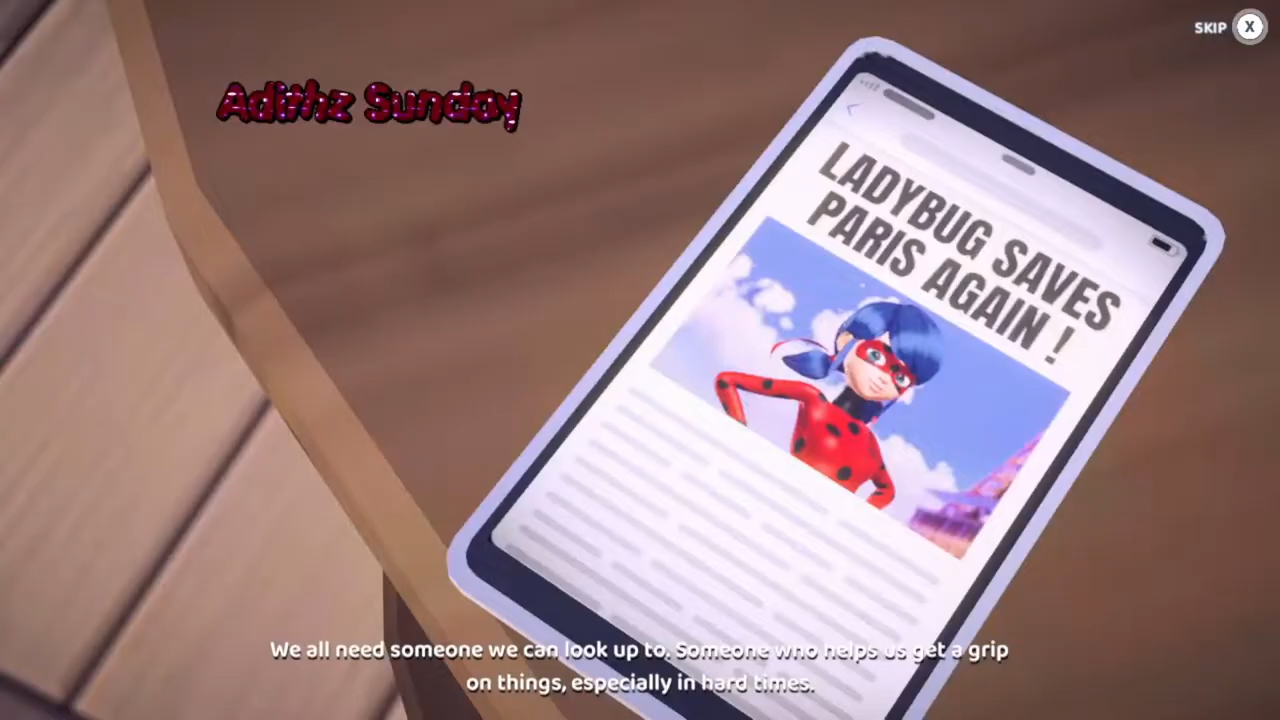 SKIP X
Adithz Sunday
LADYBUG SAVES
PARIS AGAIN !
We all need someone we can look up to. Someone who helps us get a grip
on things, especially in hard times.